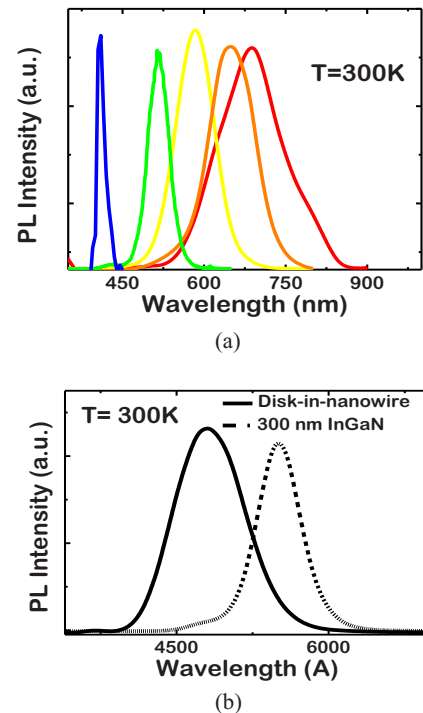 PL Intensity (a.u.)
T=300K
450 600 750 900
Wavelength (nm)
(a)
PL Intensity (a.u.)
T= 300K
Disk-in-nanowire
300 nm InGaN
4500 6000
Wavelength (A)
(b)